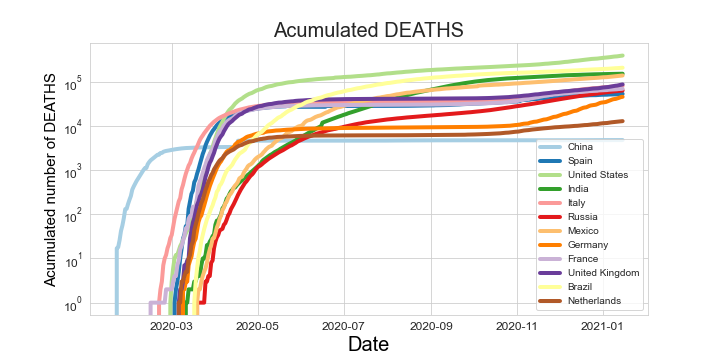 Acumulated DEATHS
Acumulated number of DEATHS
10^5
10^4
10^3
10^2
10^1
10^0
China
Spain
United States
India
Italy
Russia
Mexico
Germany
France
United Kingdom
Brazil
Netherlands
2020-03 2020-05 2020-07 2020-09 2020-11 2021-01
Date